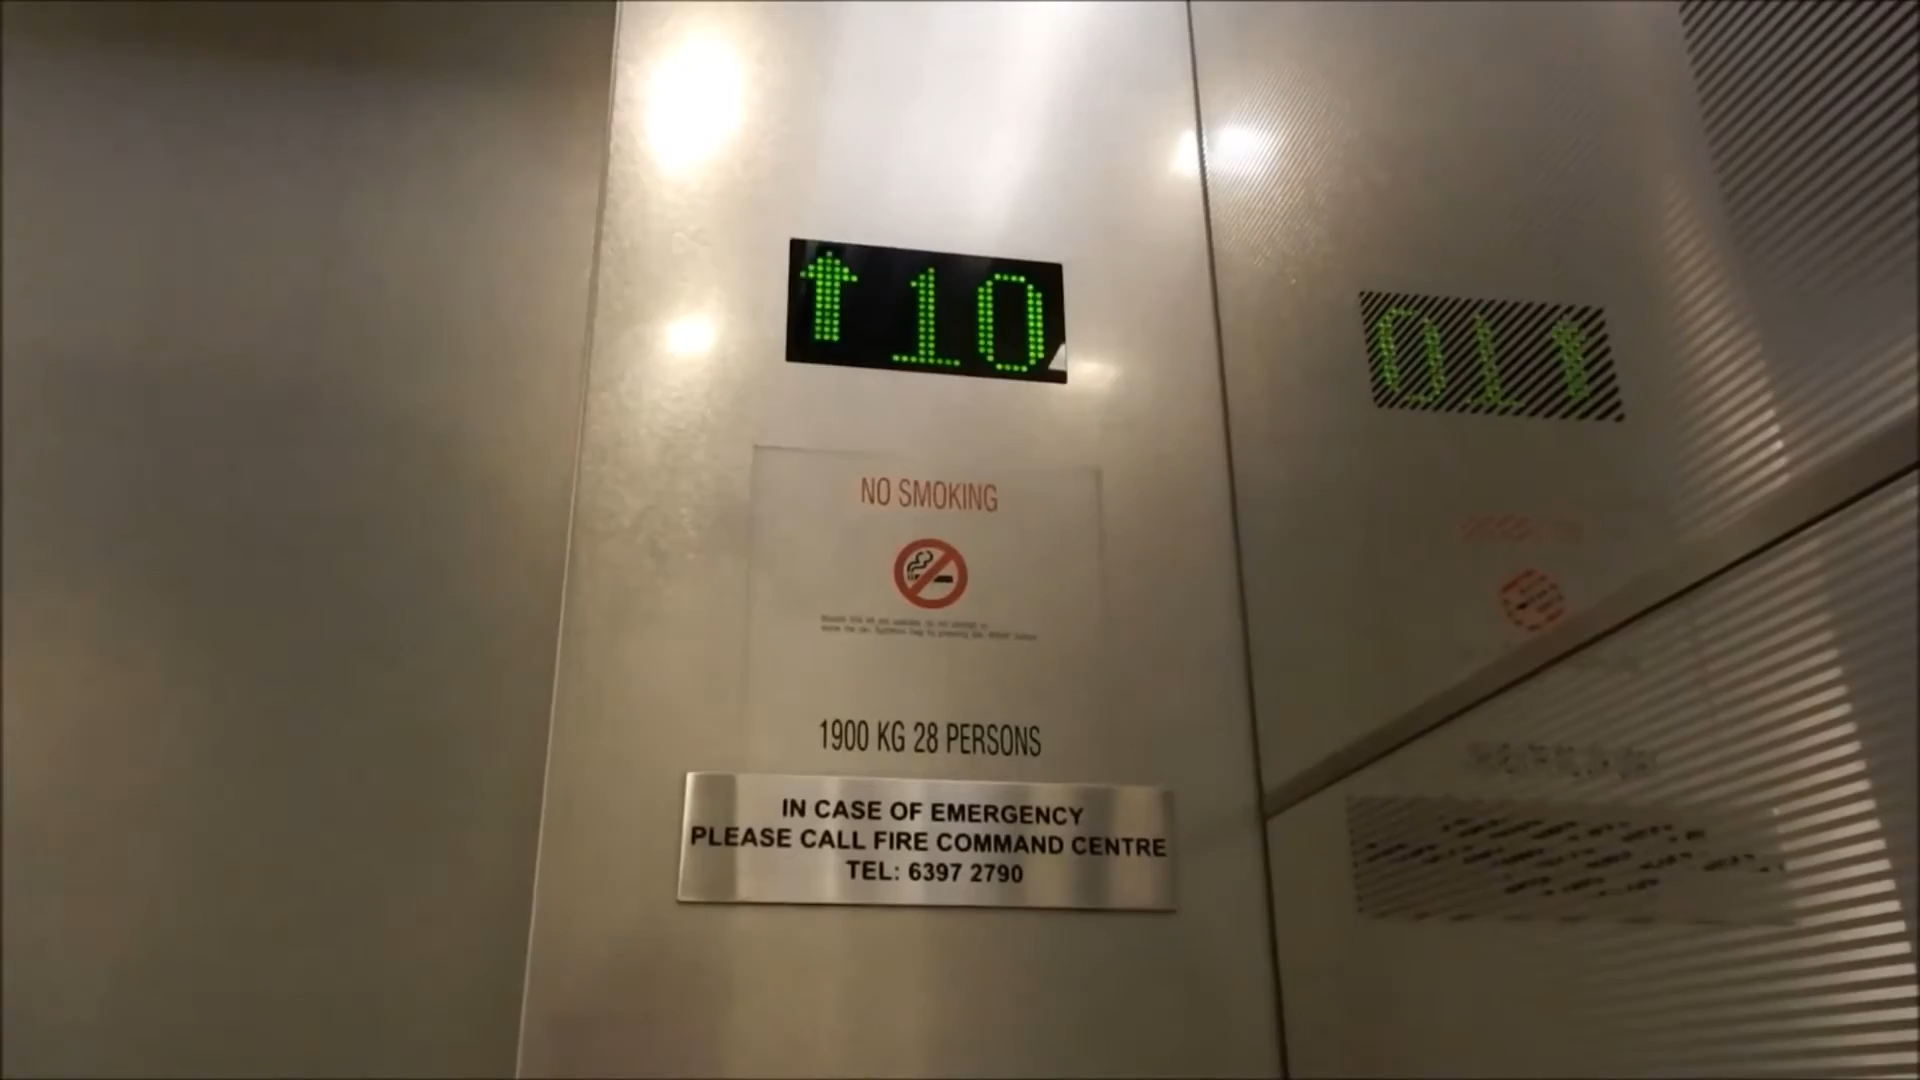 ↑10
NO SMOKING
1900 KG 28 PERSONS
IN CASE OF EMERGENCY
PLEASE CALL FIRE COMMAND CENTRE
TEL: 6397 2790